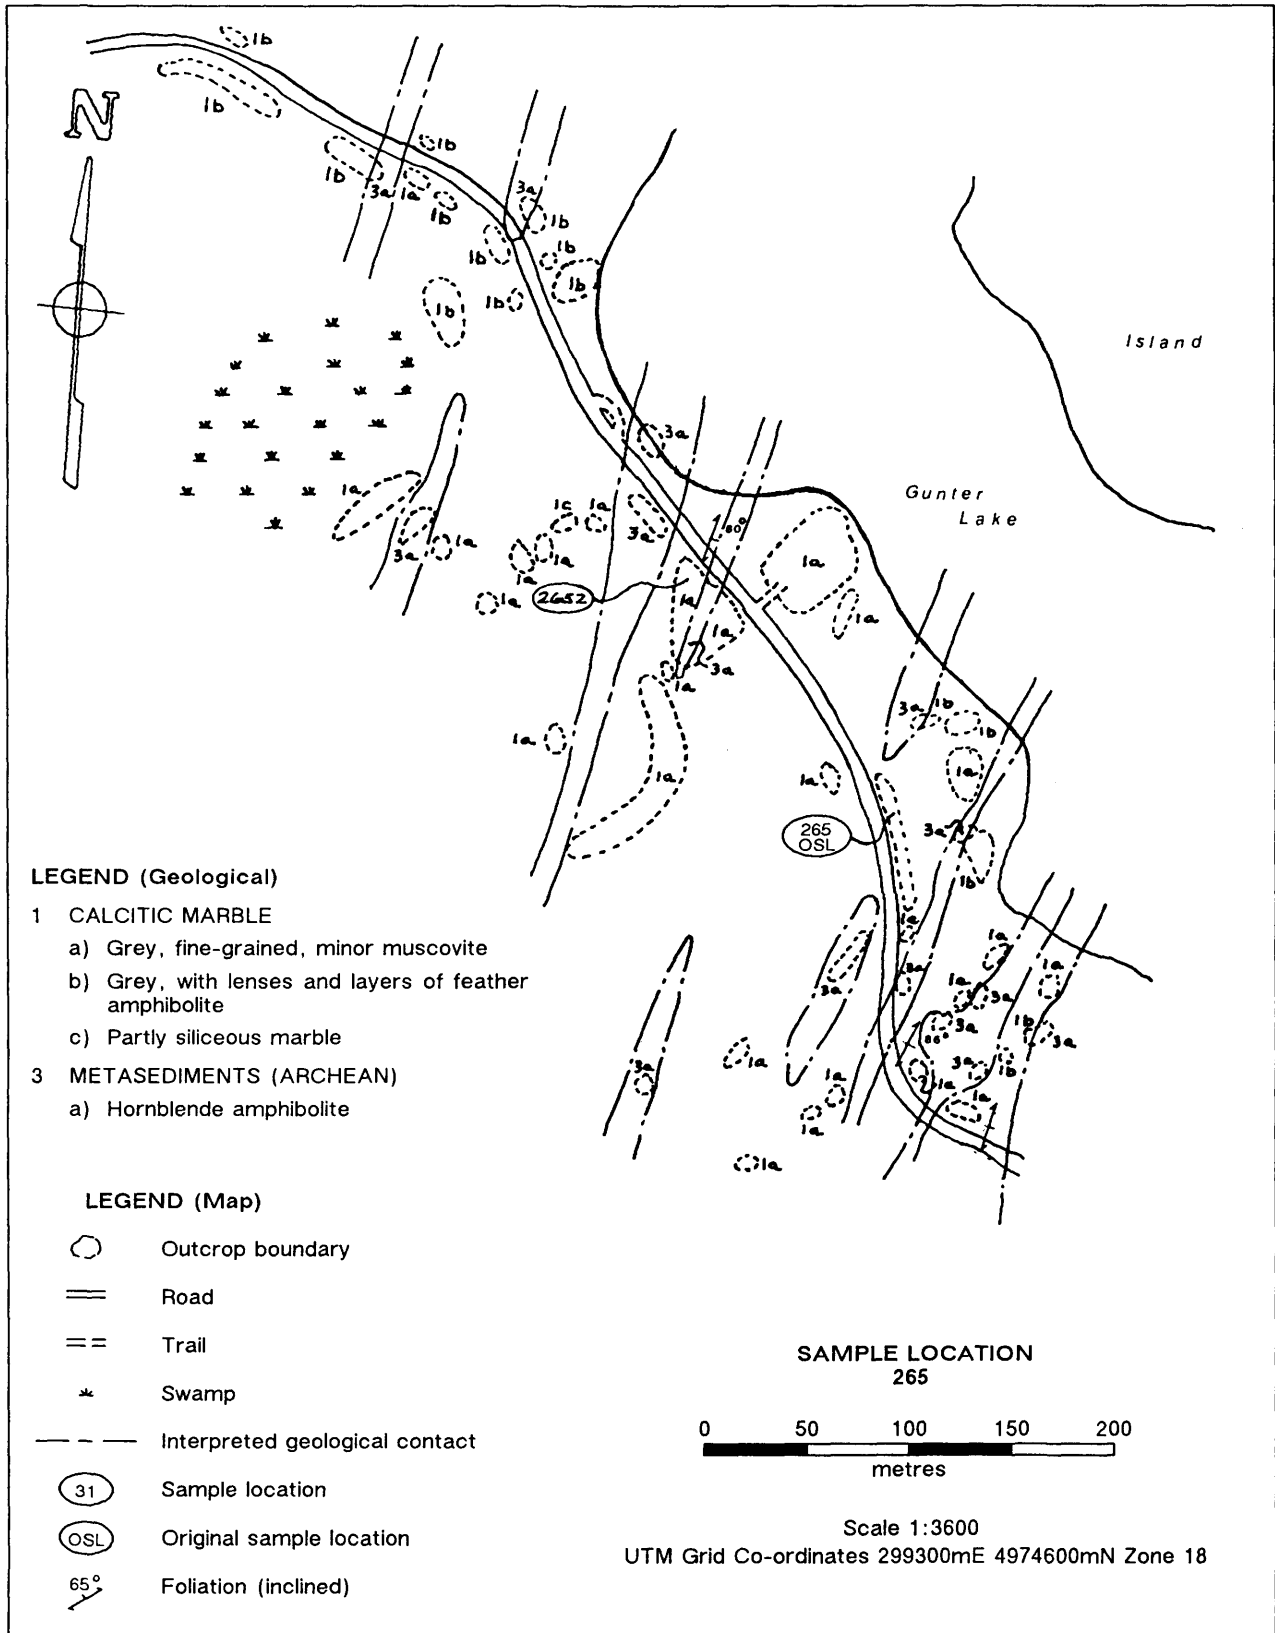 1b
1b
N
1b
1b
3a 1a
1b
3a
1b
1b
1b
1b
1b
1b
Island
3a
1a
Gunter
Lake
1c 1a
3a
80°
3a
1a
1a
1a
1a
1a
2652
1a
1a
1a
3a
1a
3a 1b
1b
1a
1a
1a
1a
265
OSL
3a
1b
LEGEND (Geological)
1 CALCITIC MARBLE
a) Grey, fine-grained, minor muscovite
b) Grey, with lenses and layers of feather
amphibolite
c) Partly siliceous marble
3 METASEDIMENTS (ARCHEAN)
a) Hornblende amphibolite
1a
1a
1a
3a
3a
1a
3a
3a
86°
1b
3a
3a
1a
3a
1b
1a
1a
1a
1a
1a
LEGEND (Map)
Outcrop boundary
Road
Trail
Swamp
Interpreted geological contact
31 Sample location
OSL Original sample location
65° Foliation (inclined)
SAMPLE LOCATION
265
0 50 100 150 200
metres
Scale 1:3600
UTM Grid Co-ordinates 299300mE 4974600mN Zone 18